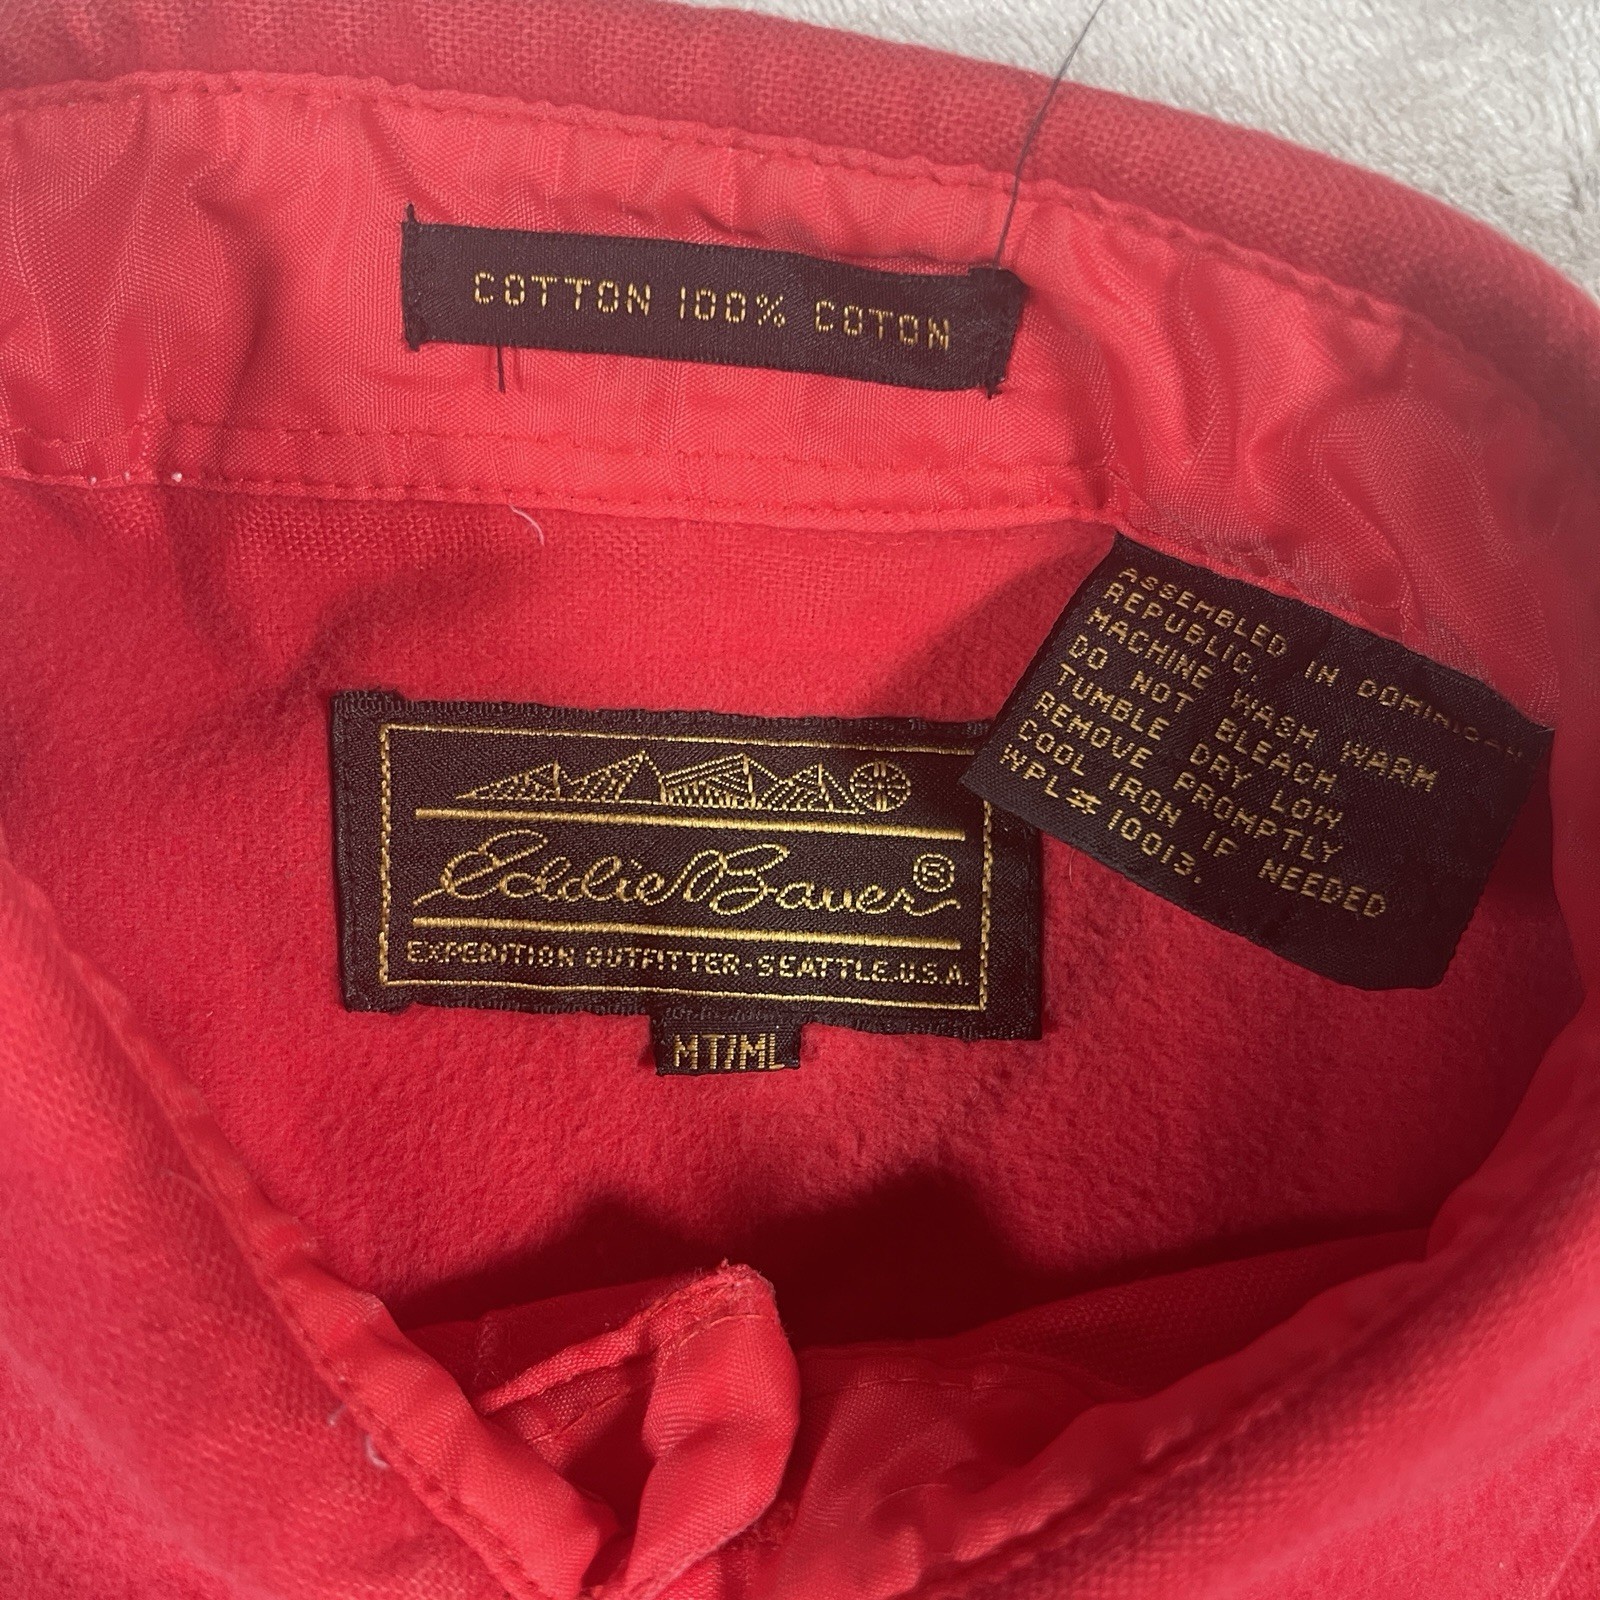 COTTON 100% COTON
ASSEMBLED IN DOMINICAN
REPUBLIC.
MACHINE WASH WARM
DO NOT BLEACH
TUMBLE DRY LOW
REMOVE PROMPTLY
COOL IRON IF NEEDED
WPL# 10013.
Eddie Bauer®
EXPEDITION OUTFITTER-SEATTLE.U.S.A.
MT/ML